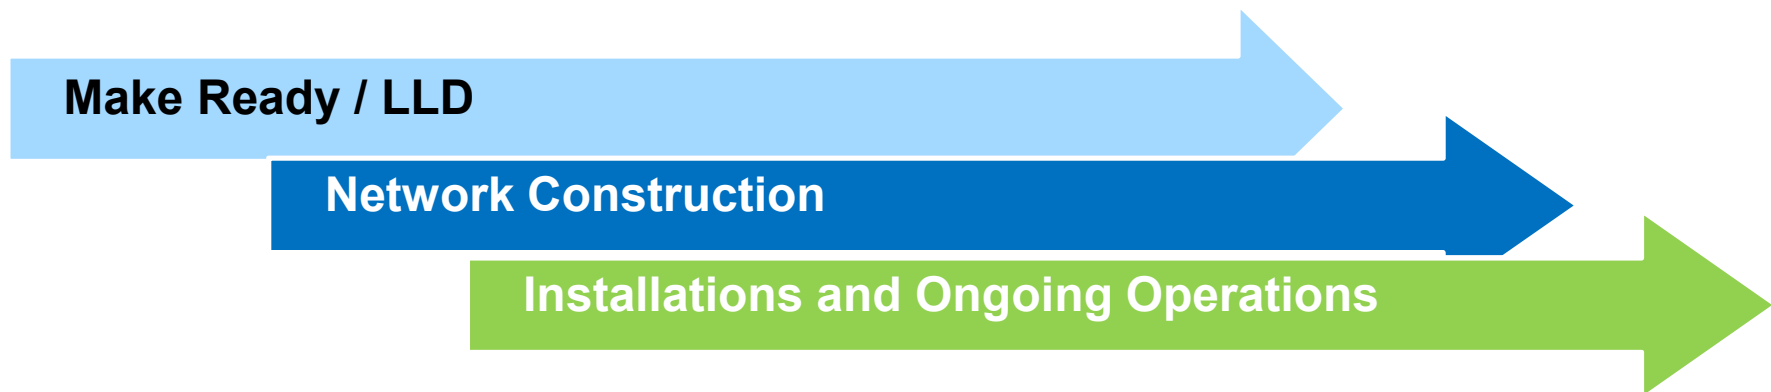 Make Ready / LLD
Network Construction
Installations and Ongoing Operations